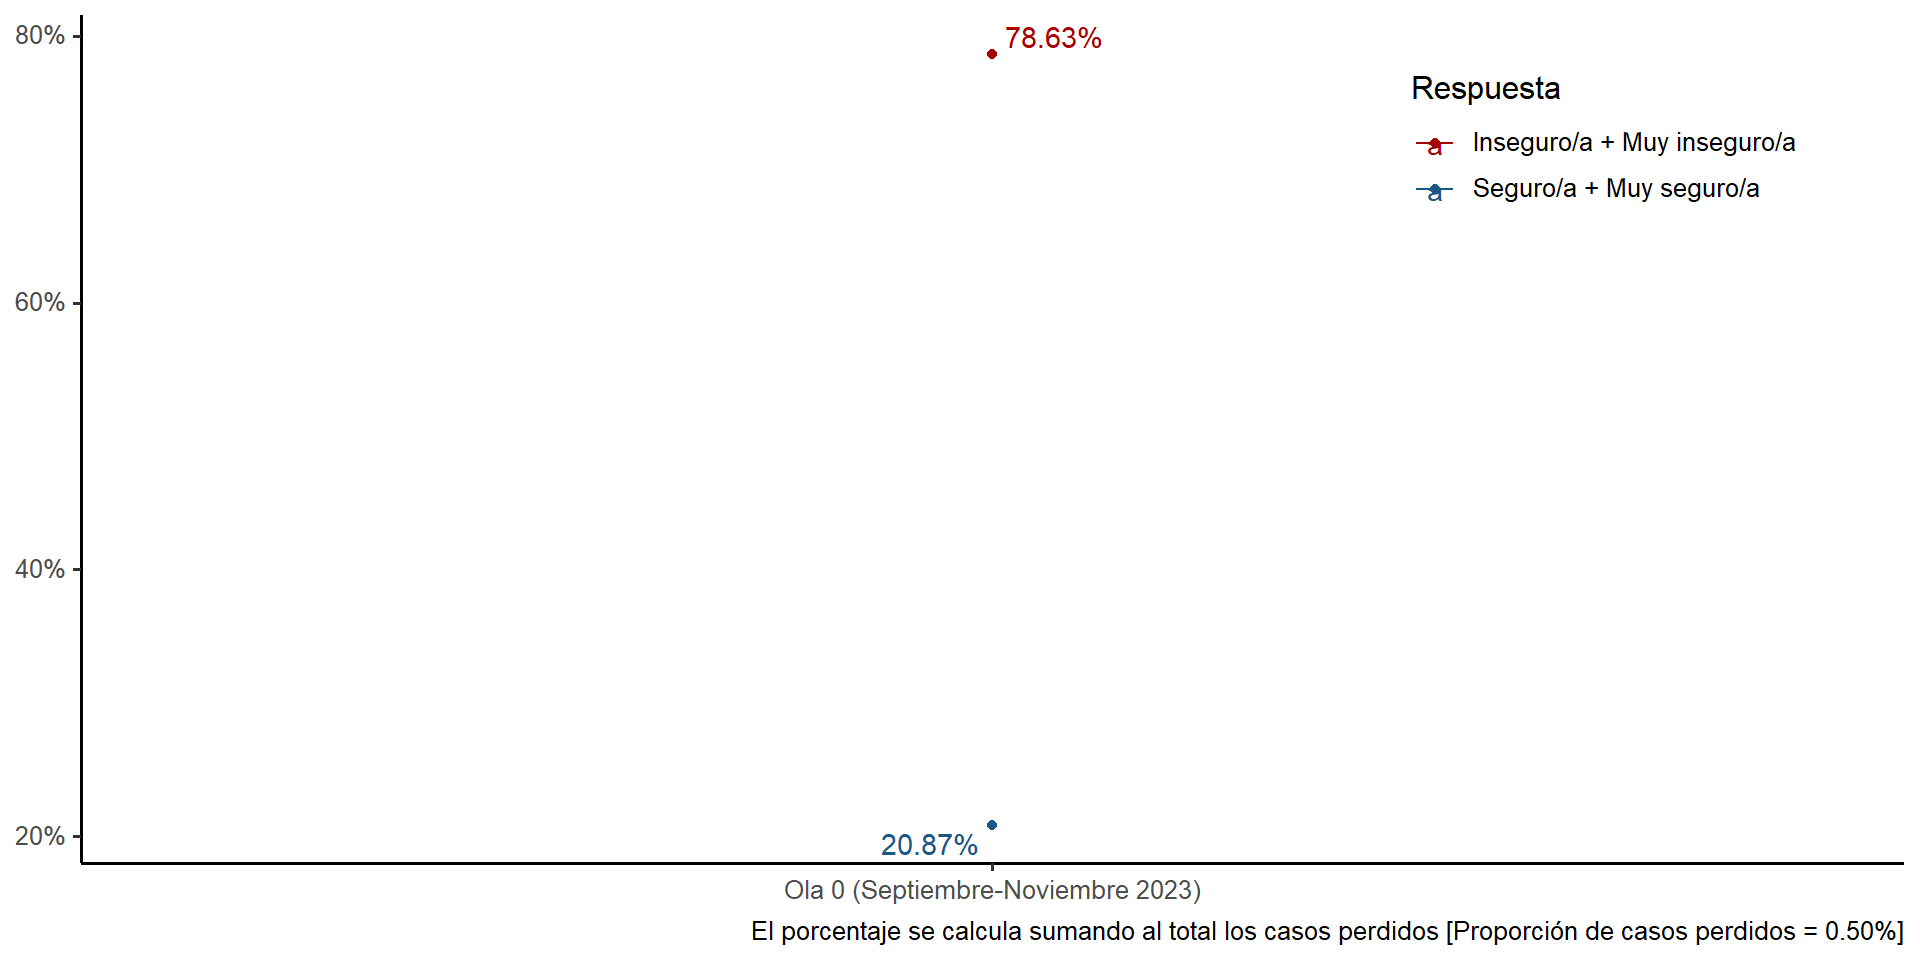 80%
78.63%
Respuesta
a Inseguro/a + Muy inseguro/a
a Seguro/a + Muy seguro/a
60%
40%
20%
20.87%
Ola 0 (Septiembre-Noviembre 2023)
El porcentaje se calcula sumando al total los casos perdidos [Proporción de casos perdidos = 0.50%]